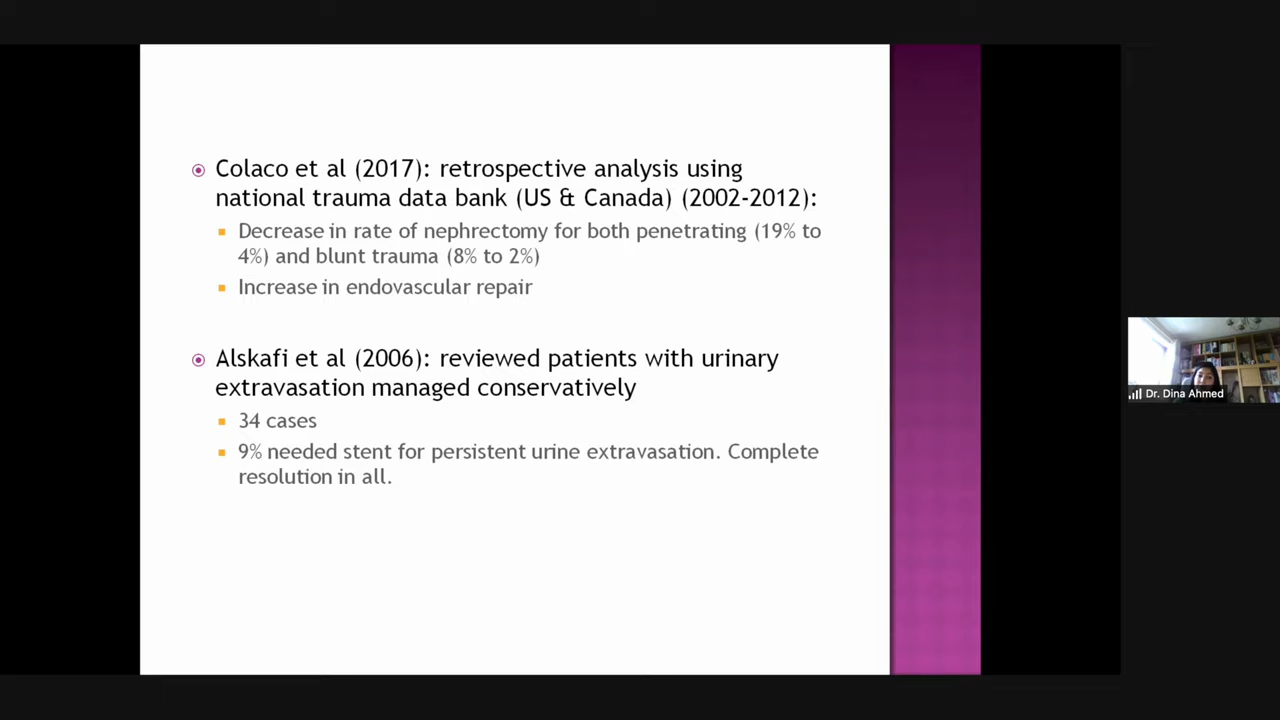 Colaco et al (2017): retrospective analysis using
national trauma data bank (US & Canada) (2002-2012):
Decrease in rate of nephrectomy for both penetrating (19% to
4%) and blunt trauma (8% to 2%)
Increase in endovascular repair
Alskafi et al (2006): reviewed patients with urinary
extravasation managed conservatively
34 cases
9% needed stent for persistent urine extravasation. Complete
resolution in all.
Dr. Dina Ahmed